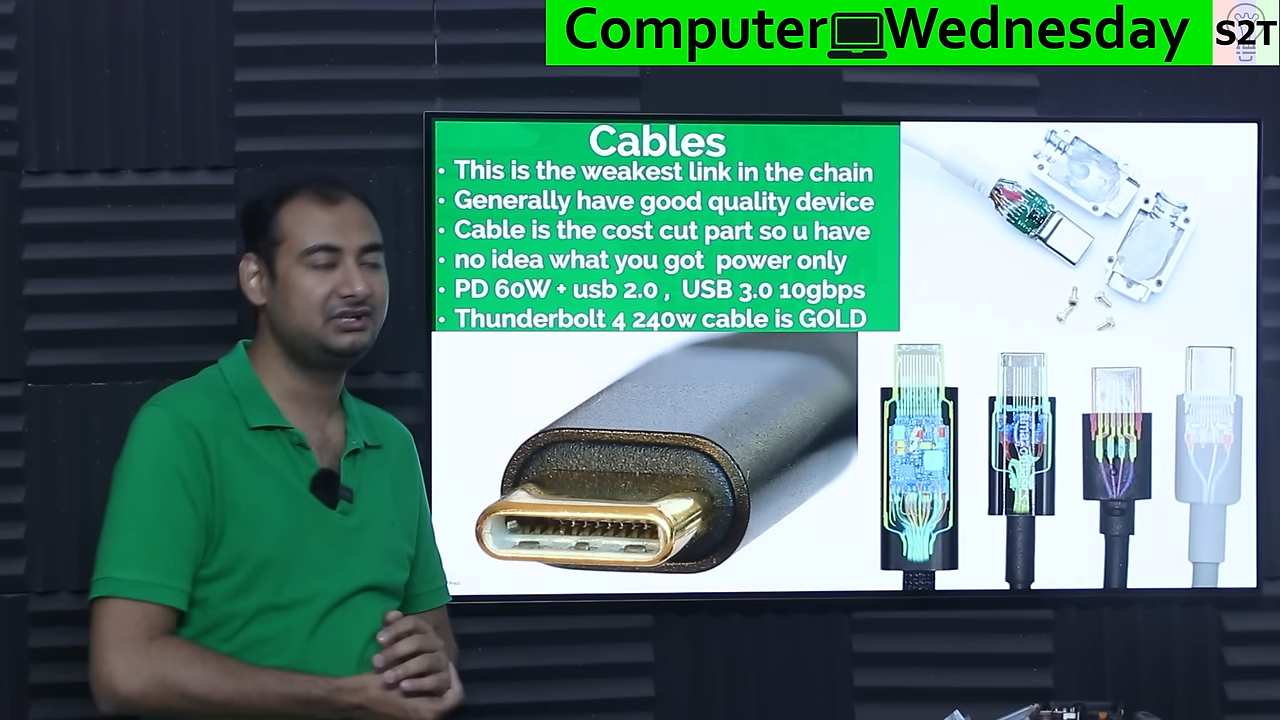 Computer Wednesday
S2T
Cables
• This is the weakest link in the chain
• Generally have good quality device
• Cable is the cost cut part so u have
• no idea what you got power only
• PD 60W + usb 2.0 , USB 3.0 10gbps
• Thunderbolt 4 240w cable is GOLD